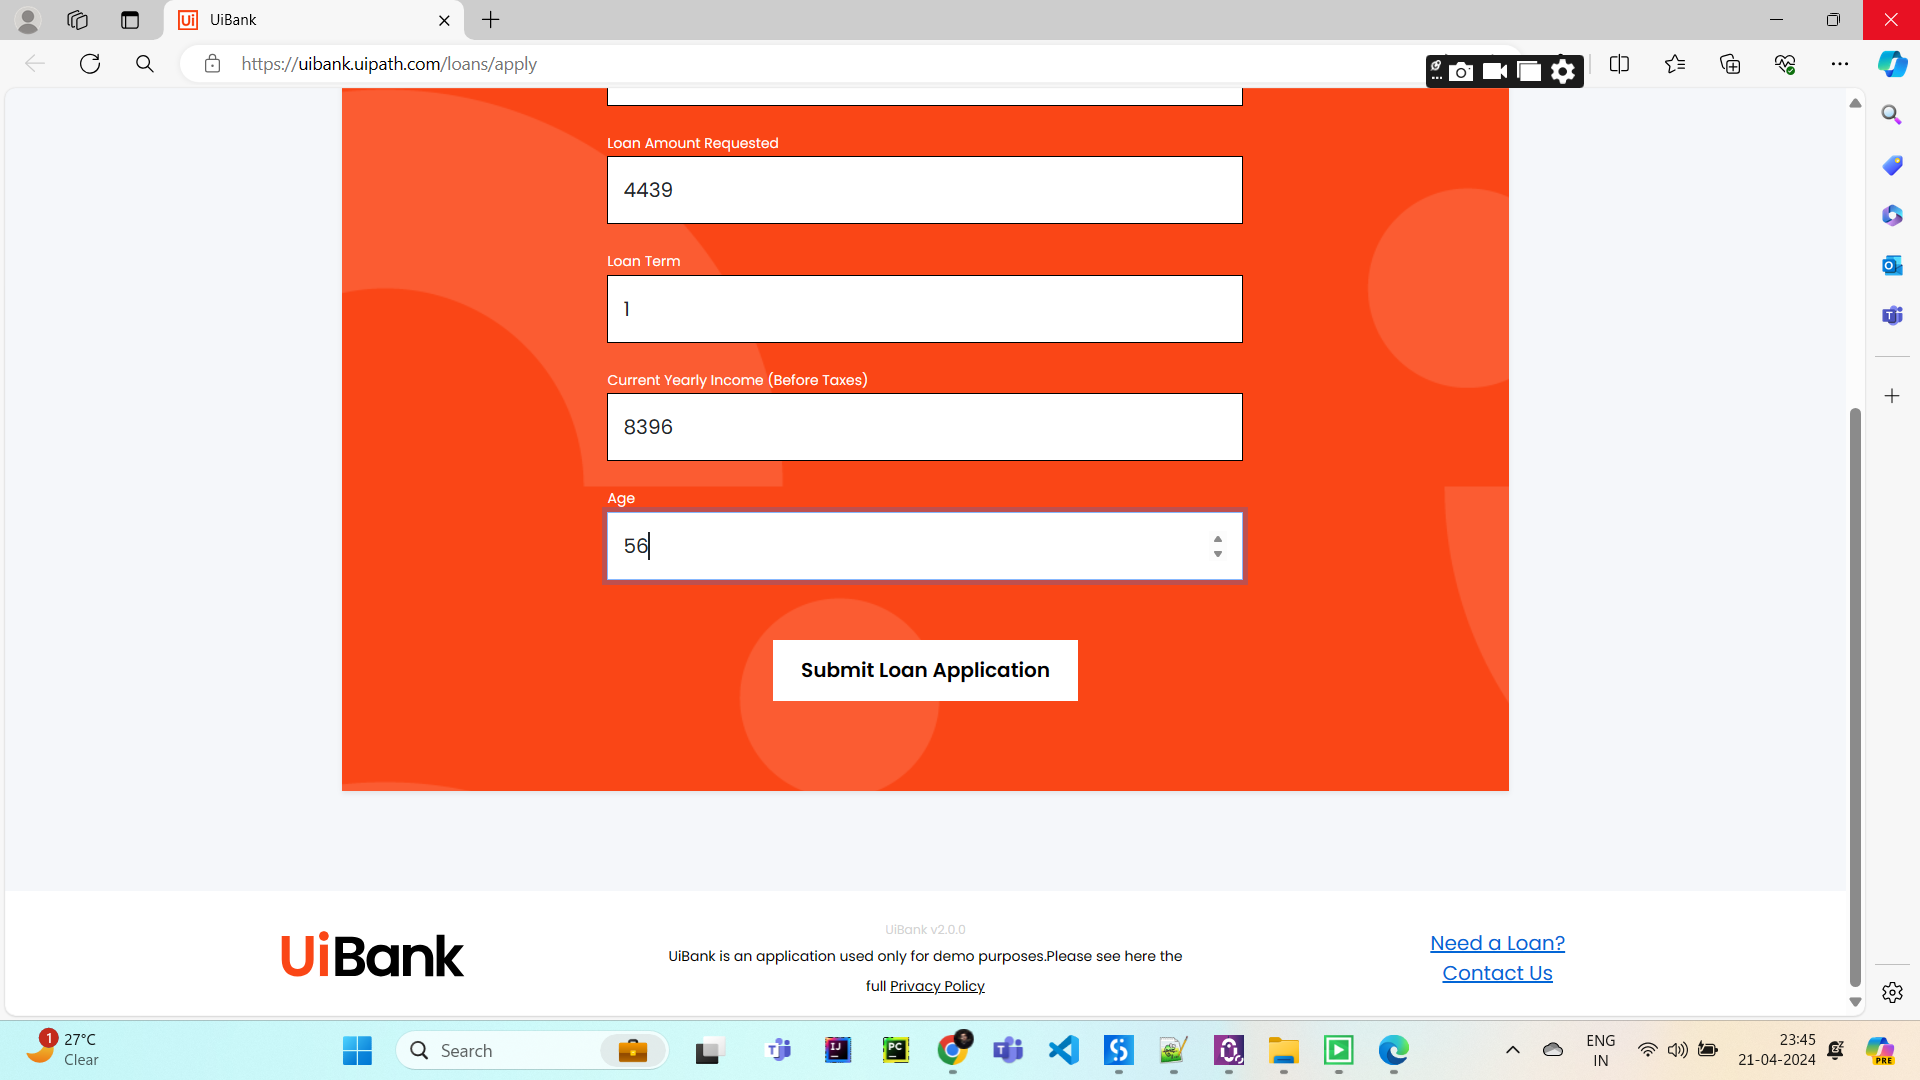 UiBank
https://uibank.uipath.com/loans/apply
Loan Amount Requested
4439
Loan Term
1
Current Yearly Income (Before Taxes)
8396
Age
56
Submit Loan Application
UiBank
UiBank v2.0.0
UiBank is an application used only for demo purposes.Please see here the
full Privacy Policy
Need a Loan?
Contact Us
1
27°C
Clear
Search
ENG
IN
23:45
21-04-2024
PRE